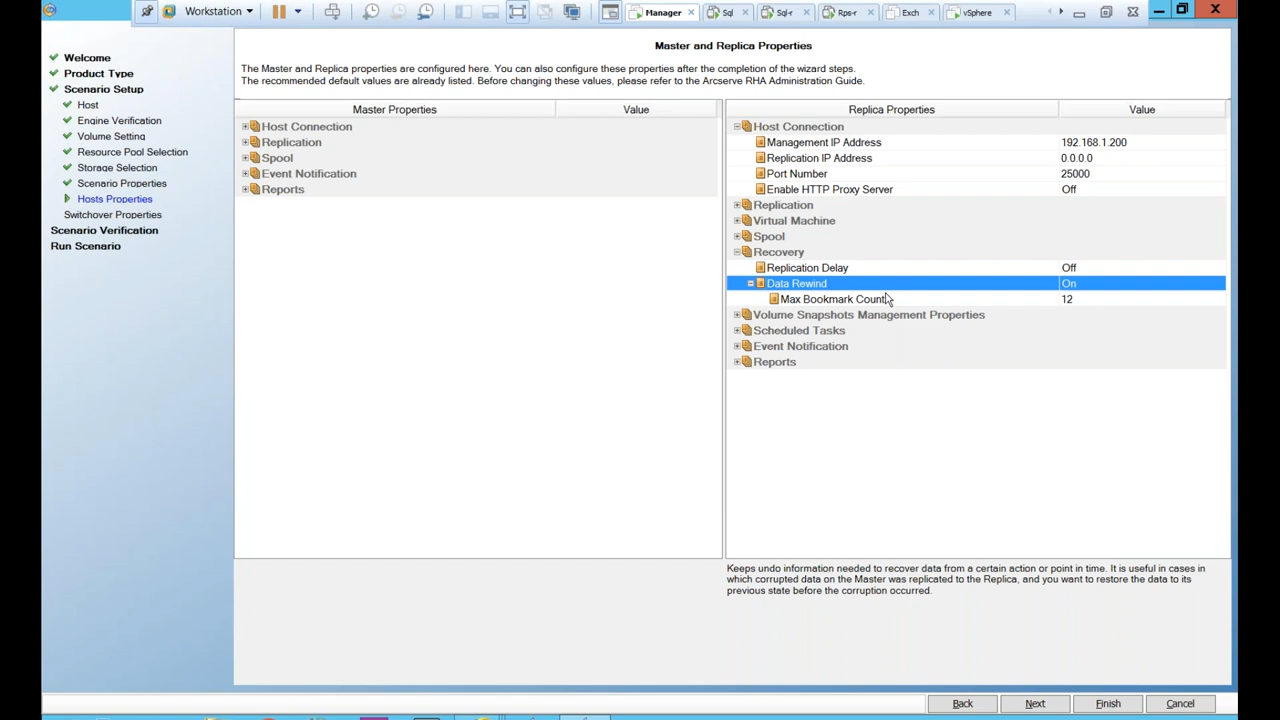 Workstation
Manager
Sql
Sql-r
Rps-r
Exch
vSphere
Welcome
Product Type
Scenario Setup
Host
Engine Verification
Volume Setting
Resource Pool Selection
Storage Selection
Scenario Properties
Hosts Properties
Switchover Properties
Scenario Verification
Run Scenario
Master and Replica Properties
The Master and Replica properties are configured here. You can also configure these properties after the completion of the wizard steps.
The recommended default values are already listed. Before changing these values, please refer to the Arcserve RHA Administration Guide.
Master Properties Value
Host Connection
Replication
Spool
Event Notification
Reports
Replica Properties Value
Host Connection
Management IP Address 192.168.1.200
Replication IP Address 0.0.0.0
Port Number 25000
Enable HTTP Proxy Server Off
Replication
Virtual Machine
Spool
Recovery
Replication Delay Off
Data Rewind On
Max Bookmark Count 12
Volume Snapshots Management Properties
Scheduled Tasks
Event Notification
Reports
Keeps undo information needed to recover data from a certain action or point in time. It is useful in cases in
which corrupted data on the Master was replicated to the Replica, and you want to restore the data to its
previous state before the corruption occurred.
Back Next Finish Cancel